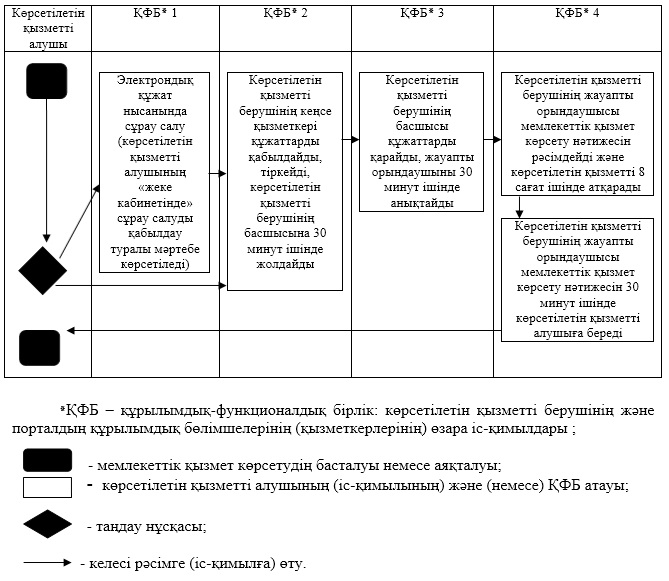 Көрсетілетін
қызметті
алушы
ҚФБ* 1
ҚФБ* 2
ҚФБ* 3
ҚФБ* 4
Электрондық
құжат
нысанында
сұрау салу
(көрсетілетін
қызметті
алушының
«жеке
кабинетінде»
сұрау салуды
қабылдау
туралы мәртебе
көрсетіледі)
Көрсетілетін
қызметті
берушінің кеңсе
қызметкері
құжаттарды
қабылдайды,
тіркейді,
көрсетілетін
қызметті
берушінің
басшысына 30
минут ішінде
жолдайды
Көрсетілетін
қызметті
берушінің
басшысы
құжаттарды
қарайды, жауапты
орындаушыны 30
минут ішінде
анықтайды
Көрсетілетін қызметті
берушінің жауапты
орындаушысы
мемлекеттік қызмет
көрсету нәтижесін
рәсімдейді және
көрсетілетін қызметті 8
сағат ішінде атқарады
Көрсетілетін қызметті
берушінің жауапты
орындаушысы
мемлекеттік қызмет
көрсету нәтижесін 30
минут ішінде
көрсетілетін қызметті
алушыға береді
*ҚФБ – құрылымдық-функционалдық бірлік: көрсетілетін қызметті берушінің және
порталдың құрылымдық бөлімшелерінің (қызметкерлерінің) өзара іс-қимылдары ;
- мемлекеттік қызмет көрсетудің басталуы немесе аяқталуы;
- көрсетілетін қызметті алушының (іс-қимылының) және (немесе) ҚФБ атауы;
- таңдау нұсқасы;
- келесі рәсімге (іс-қимылға) өту.